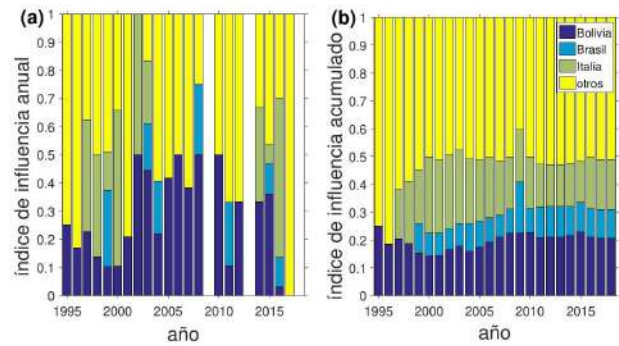 (a)
1
0.9
0.8
0.7
0.6
0.5
0.4
0.3
0.2
0.1
0
índice de influencia anual
1995 2000 2005 2010 2015
año
(b)
1
0.9
0.8
0.7
0.6
0.5
0.4
0.3
0.2
0.1
0
índice de influencia acumulado
1995 2000 2005 2010 2015
año
Bolivia
Brasil
Italia
otros